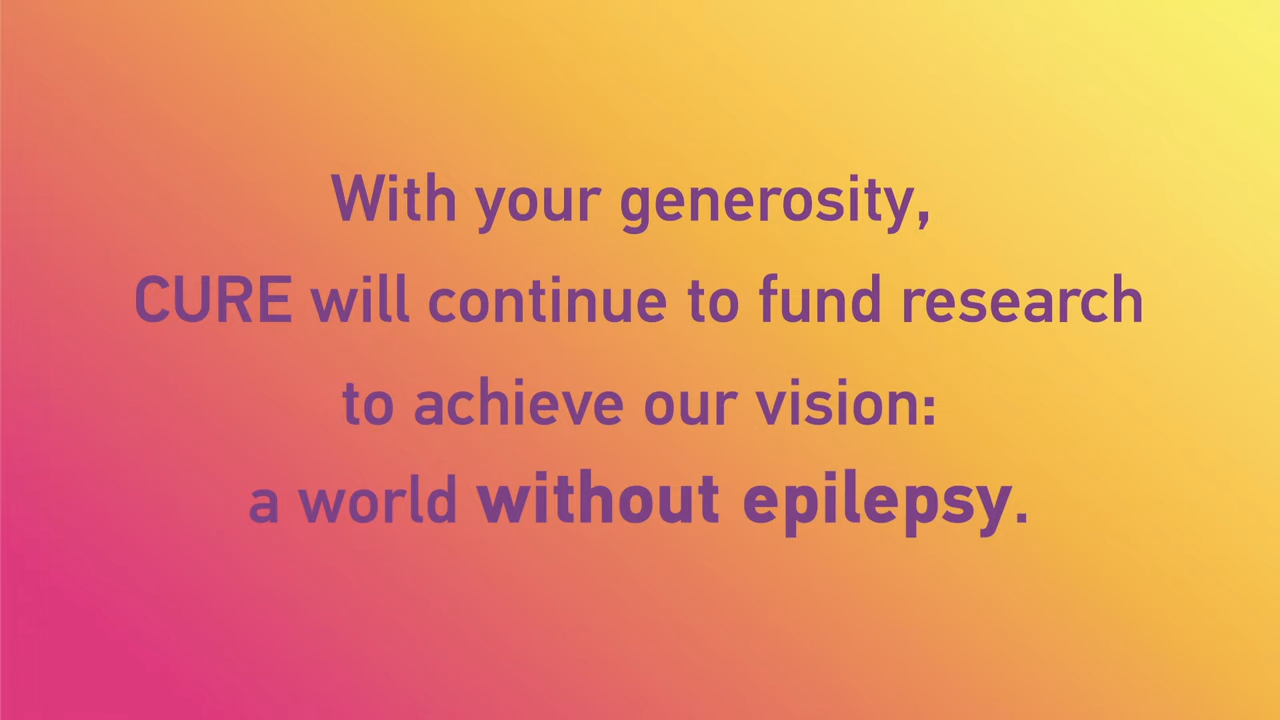 With your generosity,
CURE will continue to fund research
to achieve our vision:
a world without epilepsy.